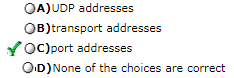 A)UDP addresses
B)transport addresses
C)port addresses
D)None of the choices are correct